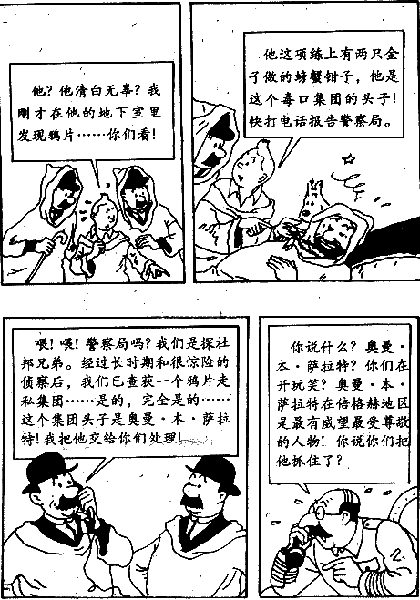 他?他清白无辜?我
刚才在他的地下室里
发现鸦片……你们看!
他这项练上有两只金
子做的螃蟹钳子,他是
这个毒口集团的头子!
快打电话报告警察局。
喂!喂!警察局吗?我们是探社
邦兄弟。经过长时期和很惊险的
侦察后,我们已查获一个鸦片走
私集团……是的,完全是的……
这个集团头子是奥曼·本·萨拉
特!我把他交给你们处理!
你说什么?奥曼·
本·萨拉特?你们在
开玩笑?奥曼·本·
萨拉特在倍格赫地区
是最有威望最受尊敬
的人物!你说你们把
他抓住了?